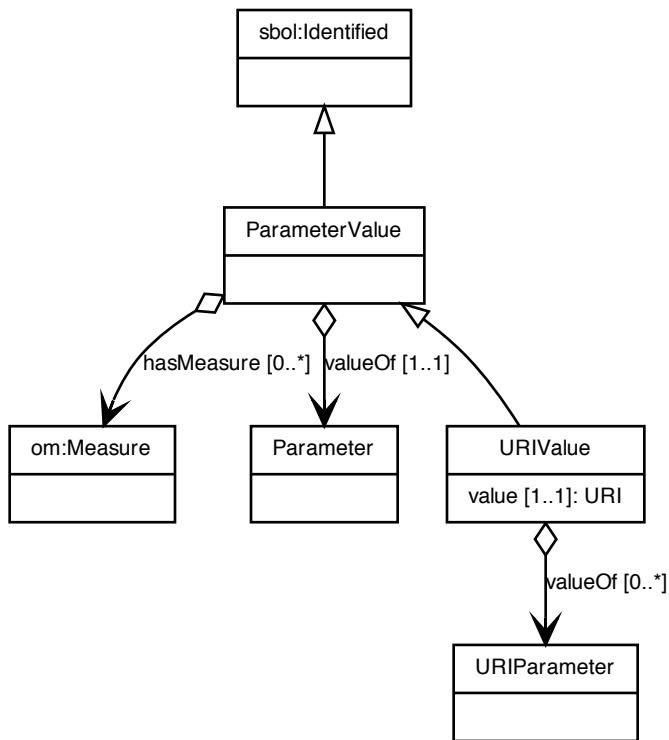 sbol:Identified
ParameterValue
hasMeasure [0..*]
valueOf [1..1]
om:Measure
Parameter
URIValue
value [1..1]: URI
valueOf [0..*]
URIParameter